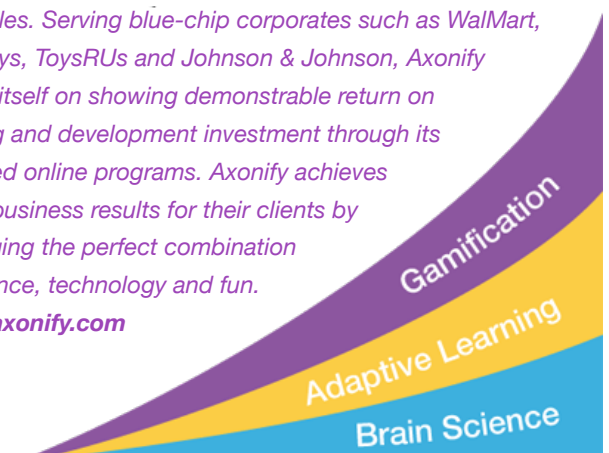 les. Serving blue-chip corporates such as WalMart,
ys, ToysRUs and Johnson & Johnson, Axonify
itself on showing demonstrable return on
g and development investment through its
ed online programs. Axonify achieves
business results for their clients by
ging the perfect combination
nce, technology and fun.
axonify.com
Gamification
Adaptive Learning
Brain Science